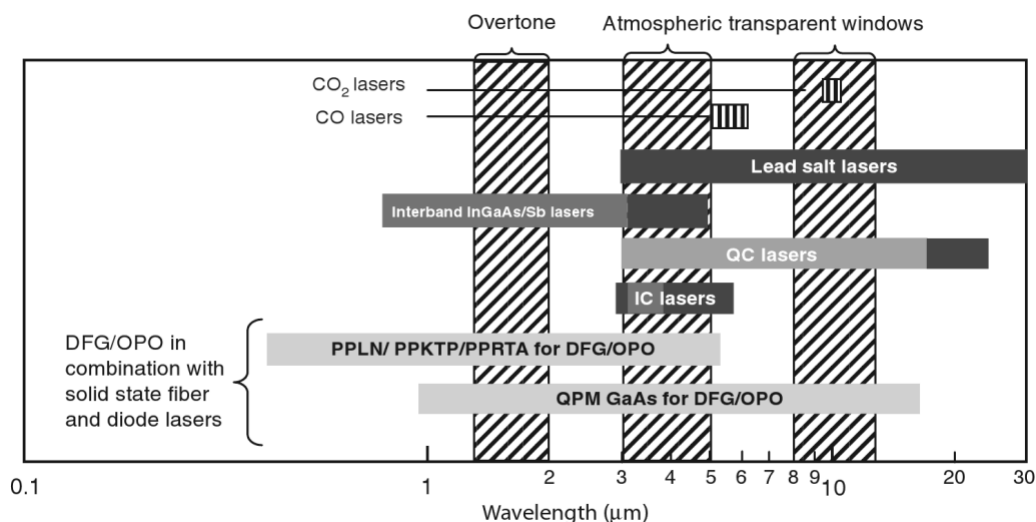 Overtone
Atmospheric transparent windows
CO2 lasers
CO lasers
Lead salt lasers
Interband InGaAs/Sb lasers
QC lasers
IC lasers
DFG/OPO in
combination with
solid state fiber
and diode lasers
PPLN/ PPKTP/PPRTA for DFG/OPO
QPM GaAs for DFG/OPO
0.1 1 2 3 4 5 6 7 8 9 10 20 30
Wavelength (μm)